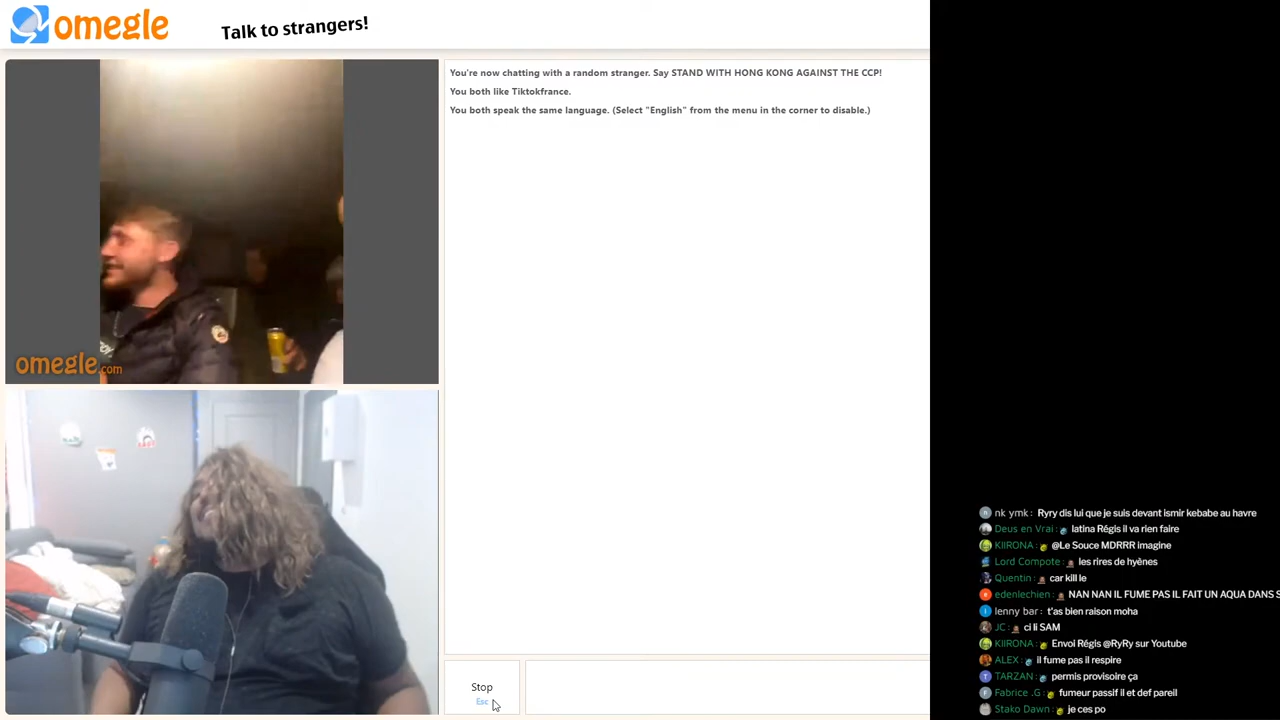 omegle
Talk to strangers!
You're now chatting with a random stranger. Say STAND WITH HONG KONG AGAINST THE CCP!
You both like Tiktokfrance.
You both speak the same language. (Select "English" from the menu in the corner to disable.)
omegle.com
Stop
Esc
nk ymk : Ryry dis lui que je suis devant ismir kebabe au havre
Deus en Vrai : latina Régis il va rien faire
KIIRONA : @Le Souce MDRRR imagine
Lord Compote : les rires de hyènes
Quentin : car kill le
edenlechien : NAN NAN IL FUME PAS IL FAIT UN AQUA DANS S
lenny bar : t'as bien raison moha
JC : ci li SAM
KIIRONA : Envoi Régis @RyRy sur Youtube
ALEX : il fume pas il respire
TARZAN : permis provisoire ça
Fabrice .G : fumeur passif il et def pareil
Stako Dawn : je ces po